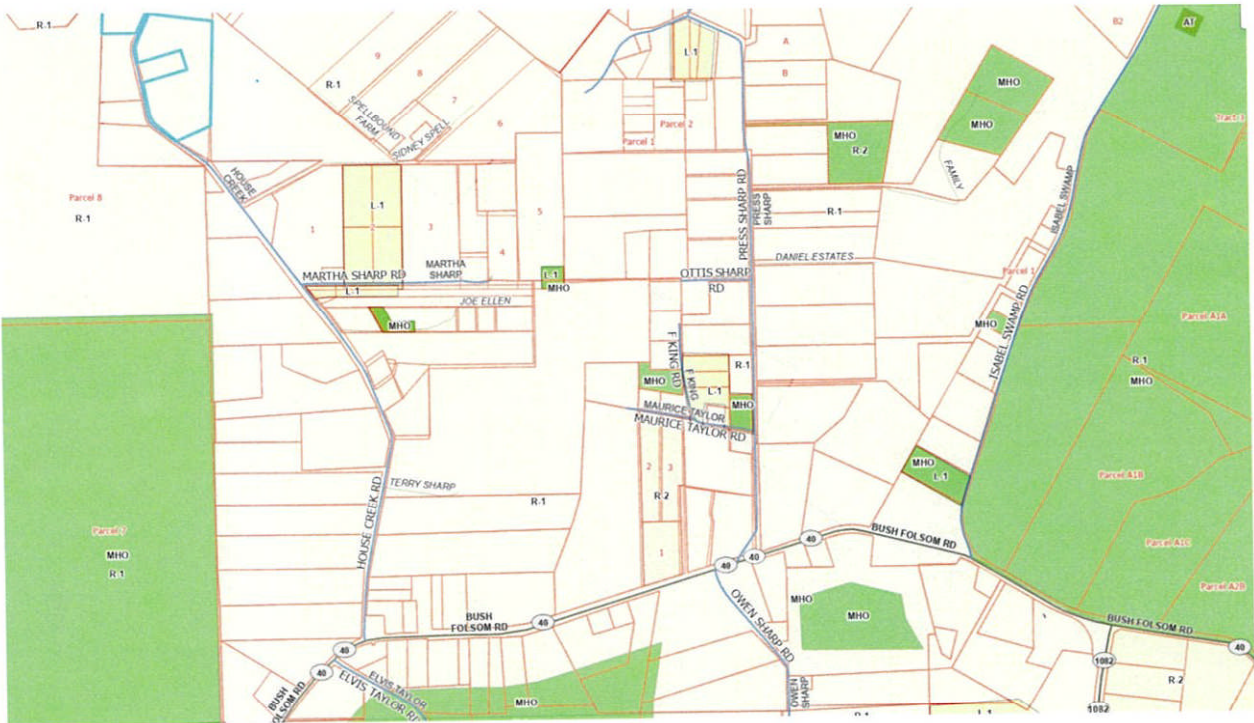 R-1
B2
AT
A
B
L-1
MHO
9
8
7
6
R-1
SPELLBOUND
FARM
SIDNEY SPELL
Parcel 2
Parcel 1
MHO
R-2
MHO
Tract 3
HOUSE
CREEK
FAMILY
Parcel 8
R-1
L-1
1
2
3
4
5
PRESS SHARP RD
PRESS
SHARP
R-1
ISABEL SWAMP
MARTHA SHARP RD
MARTHA
SHARP
L-1
MHO
OTTIS SHARP
RD
DANIEL ESTATES
Parcel 1
L-1
JOE ELLEN
MHO
MHO
ISABEL SWAMP RD
Parcel A1A
R-1
MHO
F KING RD
F KING
R-1
MHO
L-1
MHO
MAURICE TAYLOR
MAURICE TAYLOR RD
2
3
R-2
1
MHO
L-1
Parcel A1B
TERRY SHARP
R-1
HOUSE CREEK RD
Parcel 7
MHO
R-1
BUSH FOLSOM RD
40
40
40
Parcel A1C
Parcel A2B
OWEN SHARP RD
MHO
MHO
BUSH
FOLSOM RD
40
40
40
BUSH FOLSOM RD
40
1082
R-2
ELVIS TAYLOR
ELVIS TAYLOR RD
BUSH
FOLSOM RD
MHO
OWEN
SHARP
R-1
L-1
1082